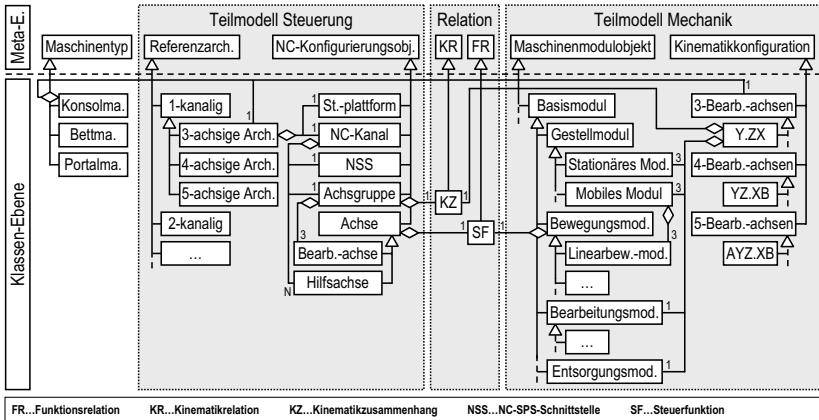 Meta-E.
Teilmodell Steuerung
Relation
Teilmodell Mechanik
Maschinentyp
Referenzarch.
NC-Konfigurierungsobj.
KR
FR
Maschinenmodulobjekt
Kinematikkonfiguration
Klassen-Ebene
Konsolma.
Bettma.
Portalma.
1-kanalig
3-achsige Arch.
4-achsige Arch.
5-achsige Arch.
2-kanalig
...
1
1
1
1
1
St.-plattform
NC-Kanal
NSS
Achsgruppe
Achse
3
Bearb.-achse
N
Hilfsachse
1
KZ
1
1
SF
1
Basismodul
Gestellmodul
Stationäres Mod.
3
Mobiles Modul
3
Bewegungsmod.
Linearbew.-mod.
3
...
Bearbeitungsmod.
1
...
Entsorgungsmod.
1
1
3-Bearb.-achsen
Y.ZX
4-Bearb.-achsen
YZ.XB
5-Bearb.-achsen
AYZ.XB
FR...Funktionsrelation KR...Kinematikrelation KZ...Kinematikzusammenhang NSS...NC-SPS-Schnittstelle SF...Steuerfunktion